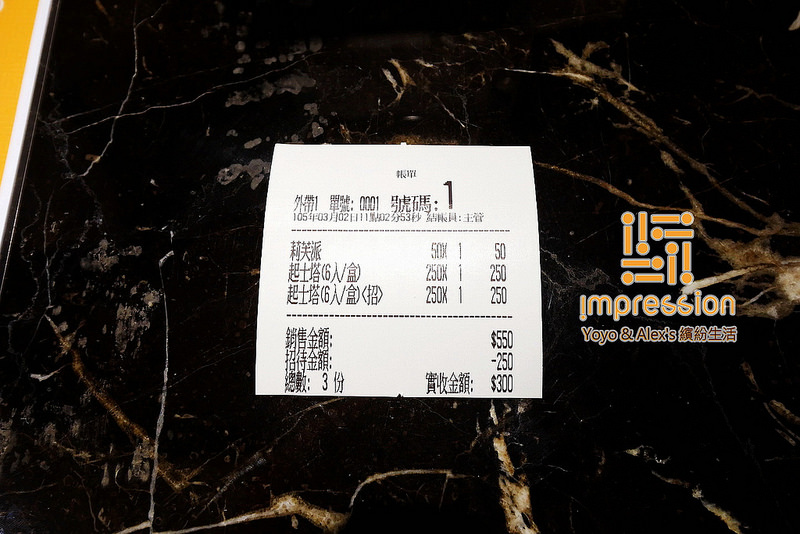 帳單
外帶1 單號: 0001 號碼: 1
105年03月02日11點02分53秒 結帳員:主管
莉芙派 50X 1 50
起士塔(6入/盒) 250X 1 250
起士塔(6入/盒)<招> 250X 1 250
銷售金額: $550
招待金額: -250
總數: 3 份 實收金額: $300
impression
Yoyo & Alex's 繽紛生活